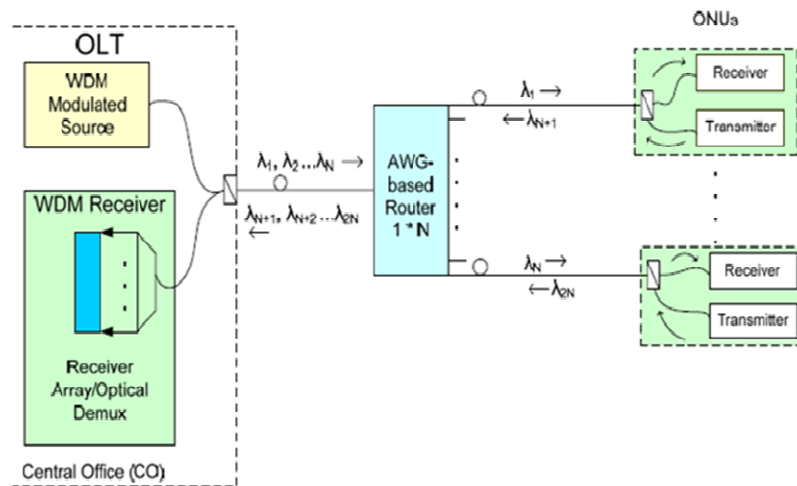 OLT
WDM
Modulated
Source
WDM Receiver
Receiver
Array/Optical
Demux
Central Office (CO)
λ1, λ2...λN →
λN+1, λN+2 ...λ2N
←
AWG-
based
Router
1 * N
λ1 →
← λN+1
λN →
← λ2N
ONUs
Receiver
Transmitter
Receiver
Transmitter